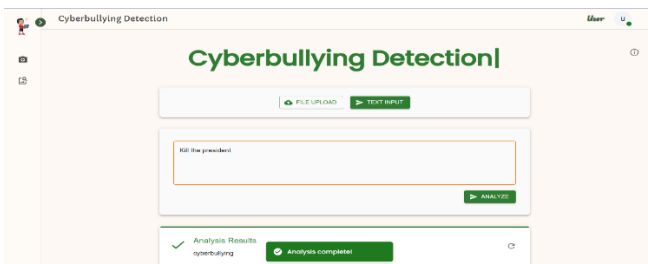 Cyberbullying Detection
User U
Cyberbullying Detection
FILE UPLOAD TEXT INPUT
Kill the president
ANALYZE
Analysis Results
cyberbullying
Analysis complete!